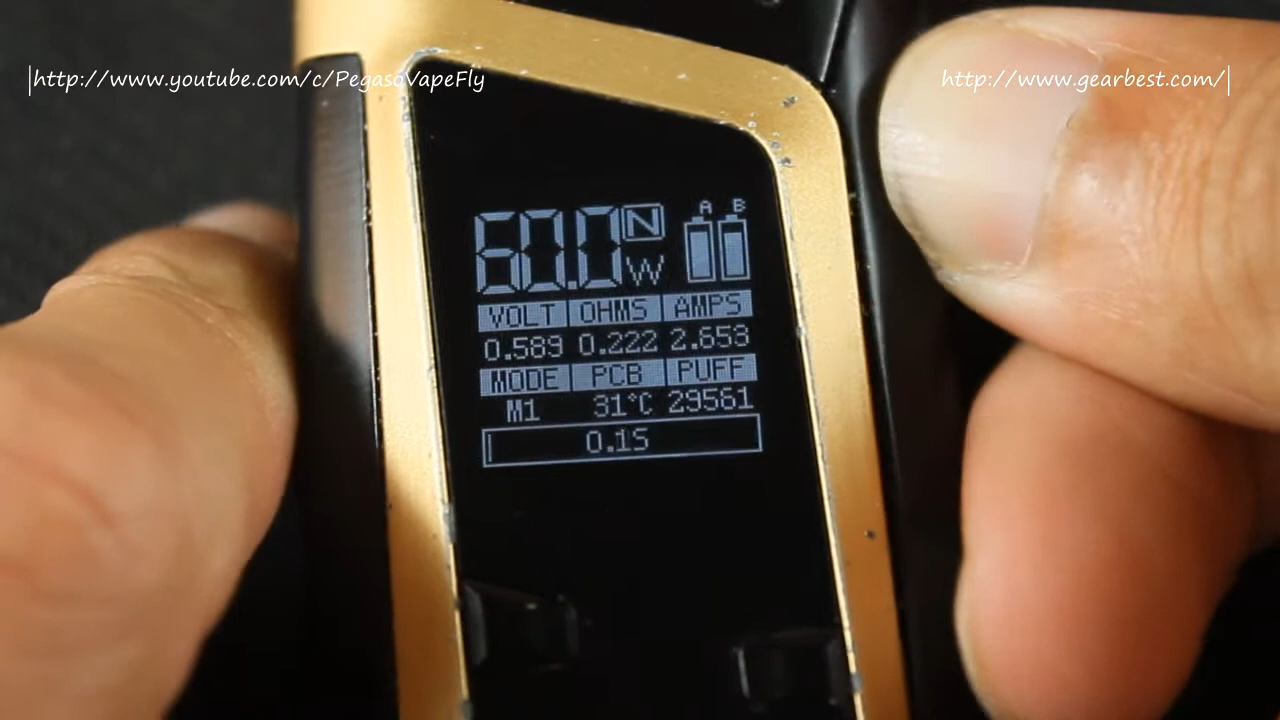 |http://www.youtube.com/c/PegasoVapeFly
http://www.gearbest.com/|
60.0 N W
A B
VOLT OHMS AMPS
0.589 0.222 2.653
MODE PCB PUFF
M1 31°C 29561
0.1S